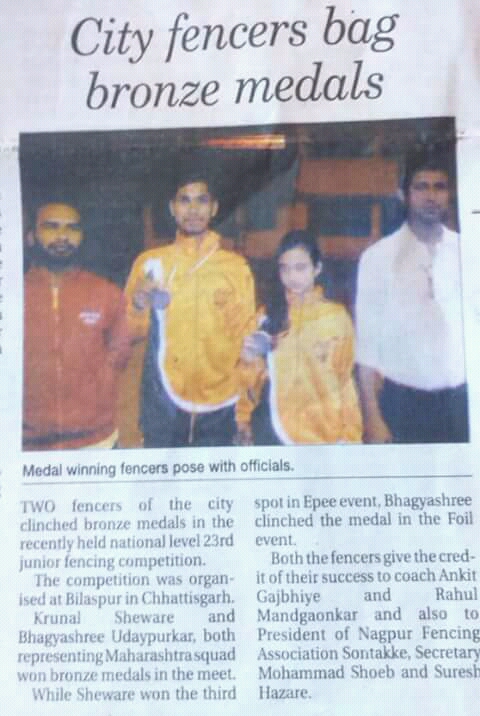 City fencers bag
bronze medals
Medal winning fencers pose with officials.
TWO fencers of the city
clinched bronze medals in the
recently held national level 23rd
junior fencing competition.
The competition was organ-
ised at Bilaspur in Chhattisgarh.
Krunal Sheware and
Bhagyashree Udaypurkar, both
representing Maharashtra squad
won bronze medals in the meet.
While Sheware won the third
spot in Epee event, Bhagyashree
clinched the medal in the Foil
event.
Both the fencers give the cred-
it of their success to coach Ankit
Gajbhiye and Rahul
Mandgaonkar and also to
President of Nagpur Fencing
Association Sontakke, Secretary
Mohammad Shoeb and Suresh
Hazare.